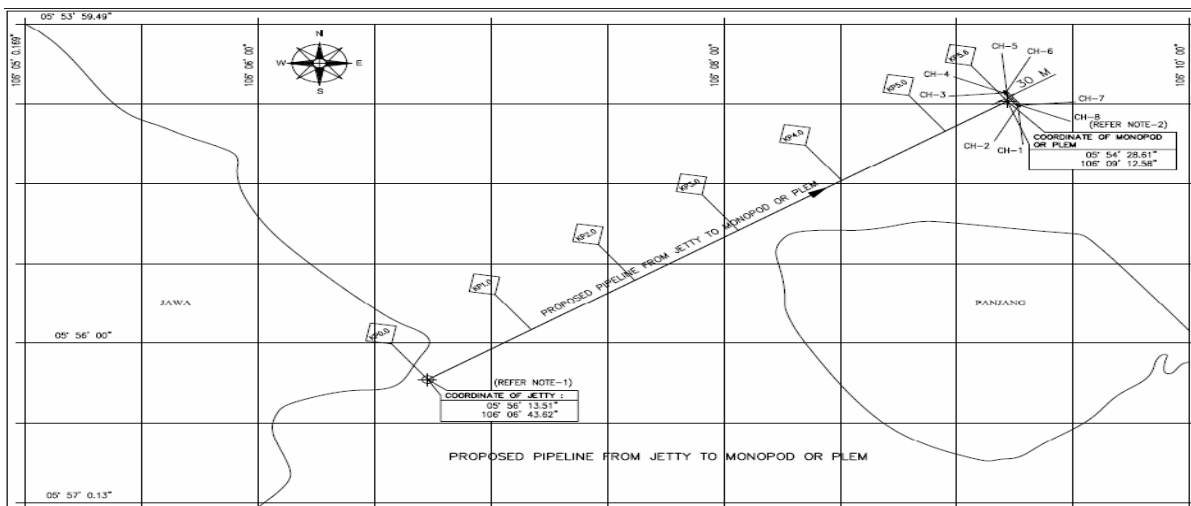 05° 53' 59.49"
106° 05' 0.169"
106° 06' 00"
106° 08' 00"
106° 10' 00"
N
W E
S
CH-5
CH-6
CH-4
CH-3
KP5.6
30 M
KP5.0
CH-7
CH-8
(REFER NOTE-2)
CH-2
CH-1
COORDINATE OF MONOPOD
OR PLEM
05° 54' 28.61"
106° 09' 12.58"
KP4.0
KP3.0
KP2.0
KP1.0
PROPOSED PIPELINE FROM JETTY TO MONOPOD OR PLEM
JAWA
PANJANG
05° 56' 00"
KP0.0
(REFER NOTE-1)
COORDINATE OF JETTY :
05° 56' 13.51"
106° 06' 43.62"
PROPOSED PIPELINE FROM JETTY TO MONOPOD OR PLEM
05° 57' 0.13"